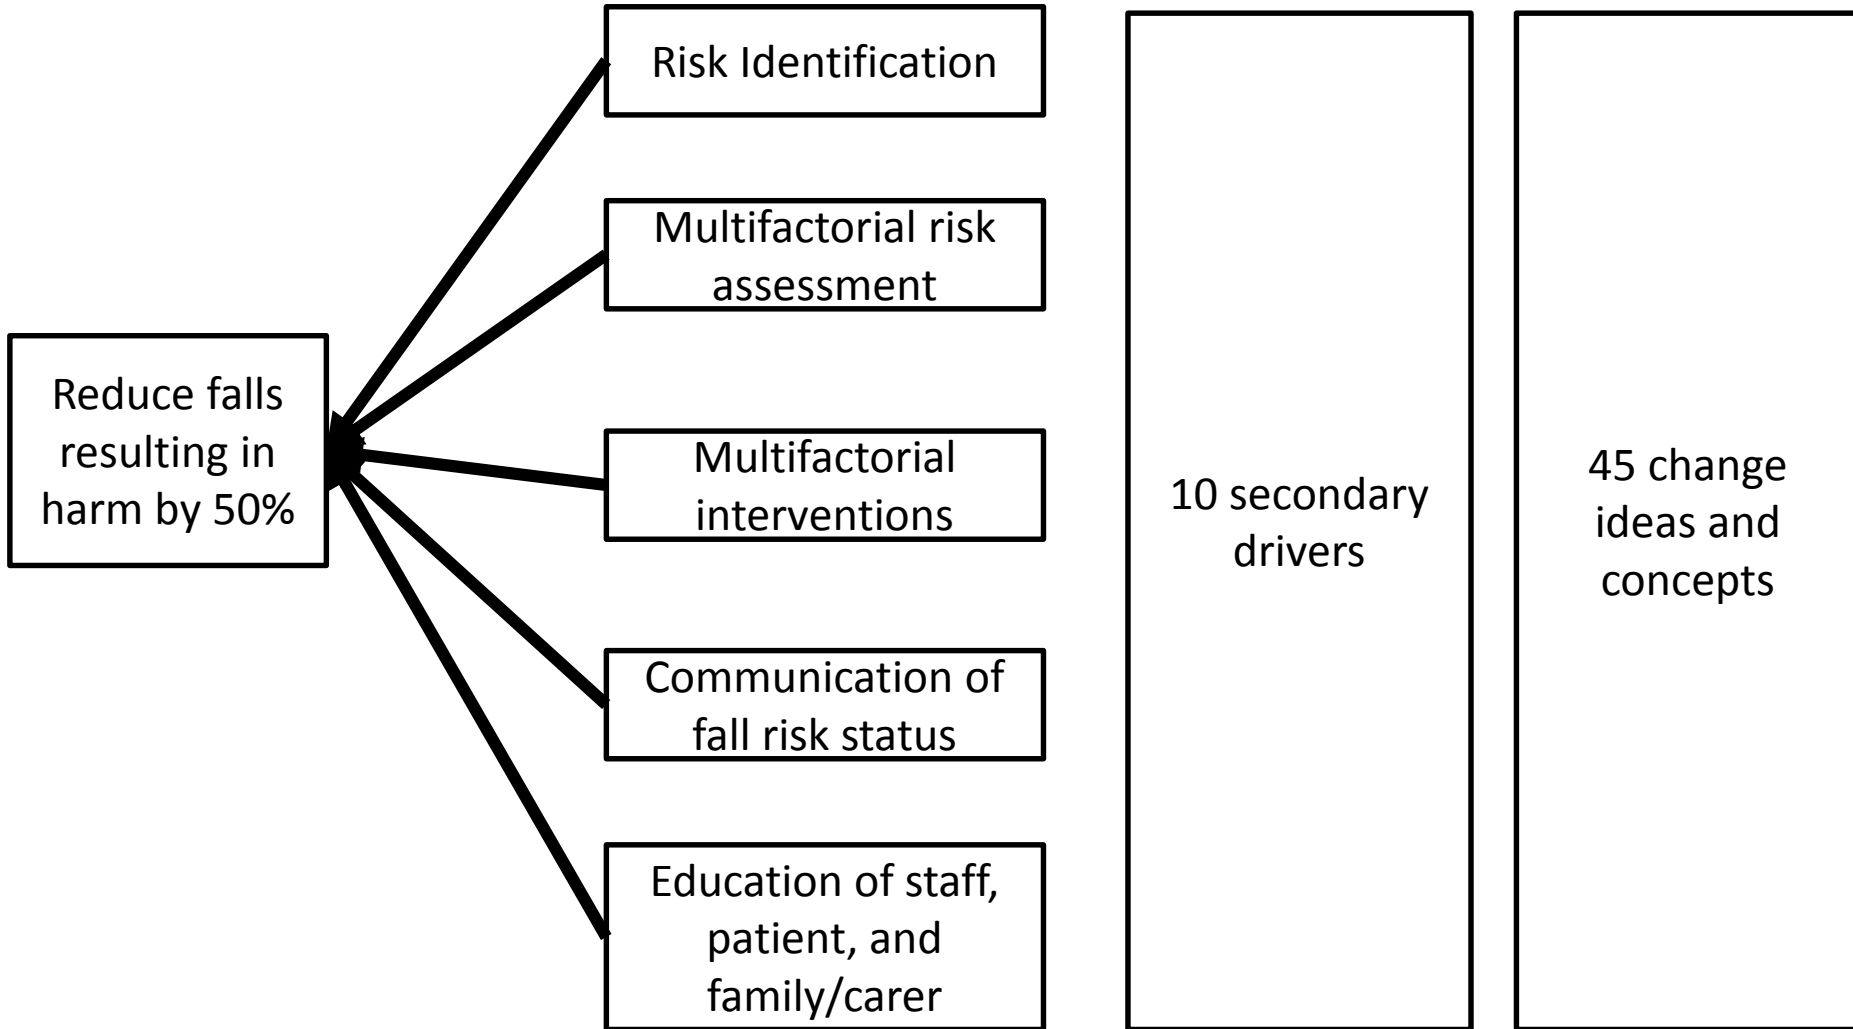 Risk Identification
Multifactorial risk
assessment
Reduce falls
resulting in
harm by 50%
Multifactorial
interventions
Communication of
fall risk status
Education of staff,
patient, and
family/carer
10 secondary
drivers
45 change
ideas and
concepts